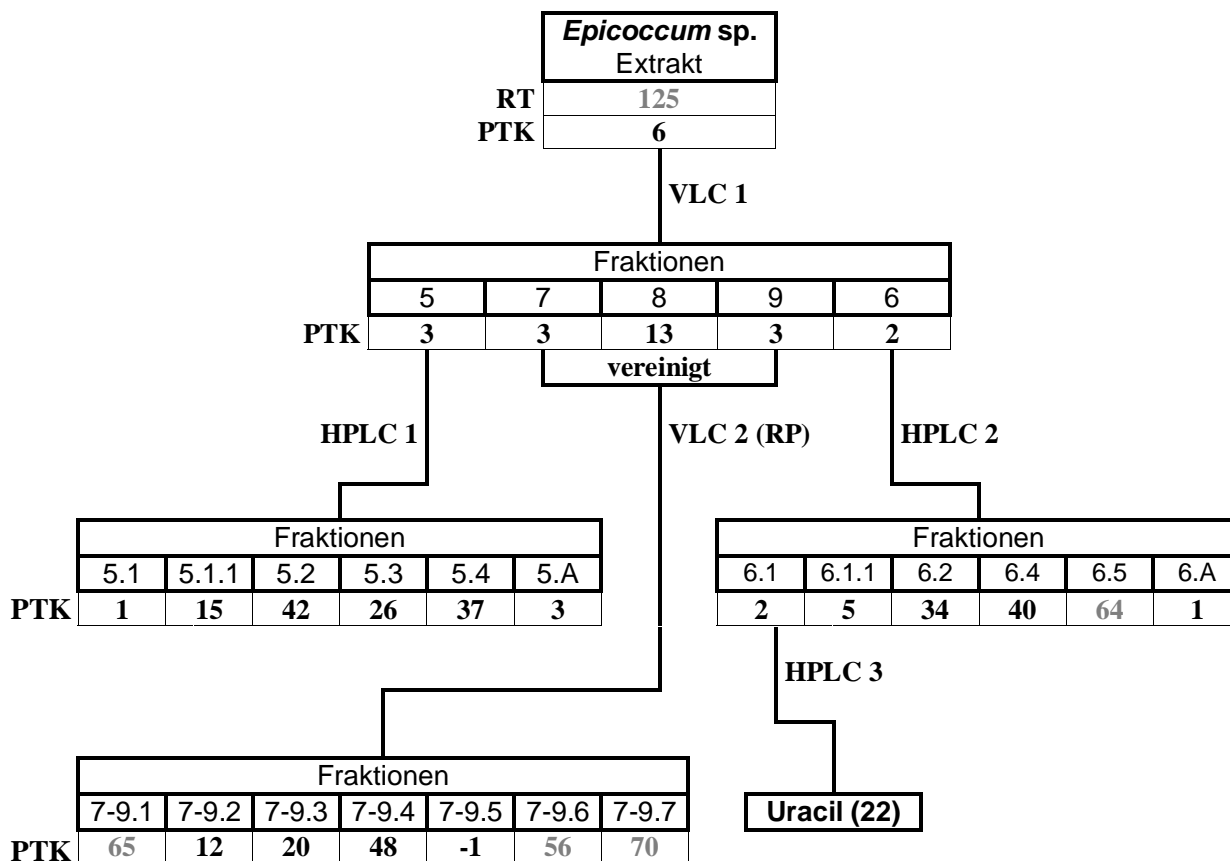 Epicoccum sp.
Extrakt
RT 125
PTK 6
VLC 1
Fraktionen
5 7 8 9 6
PTK 3 3 13 3 2
vereinigt
HPLC 1 VLC 2 (RP) HPLC 2
Fraktionen Fraktionen
5.1 5.1.1 5.2 5.3 5.4 5.A 6.1 6.1.1 6.2 6.4 6.5 6.A
PTK 1 15 42 26 37 3 2 5 34 40 64 1
HPLC 3
Fraktionen
7-9.1 7-9.2 7-9.3 7-9.4 7-9.5 7-9.6 7-9.7 Uracil (22)
PTK 65 12 20 48 -1 56 70